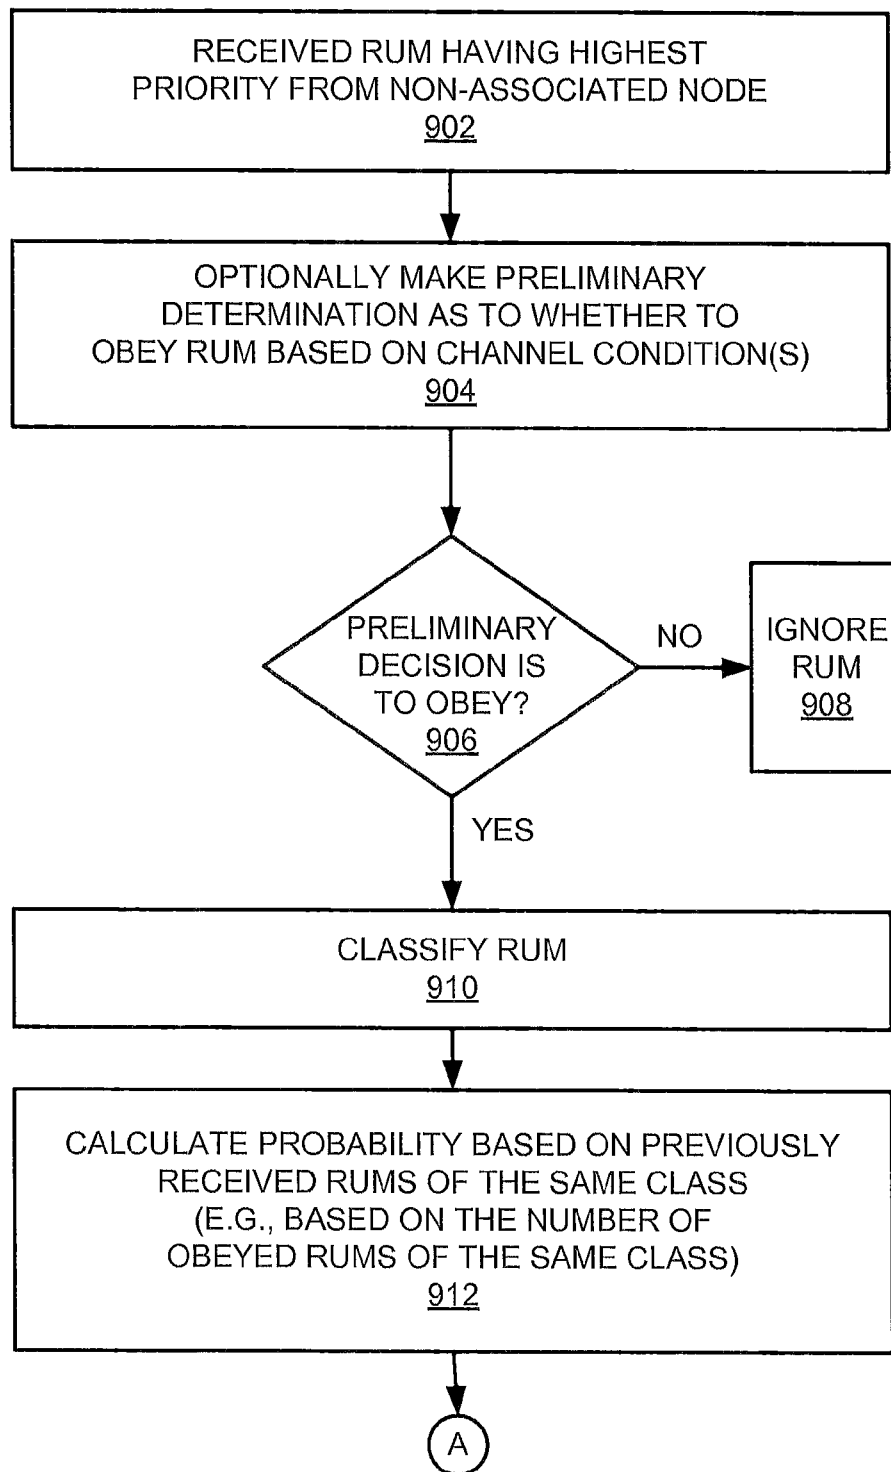 RECEIVED RUM HAVING HIGHEST
PRIORITY FROM NON-ASSOCIATED NODE
902
OPTIONALLY MAKE PRELIMINARY
DETERMINATION AS TO WHETHER TO
OBEY RUM BASED ON CHANNEL CONDITION(S)
904
PRELIMINARY
DECISION IS
TO OBEY?
906
NO
IGNORE
RUM
908
YES
CLASSIFY RUM
910
CALCULATE PROBABILITY BASED ON PREVIOUSLY
RECEIVED RUMS OF THE SAME CLASS
(E.G., BASED ON THE NUMBER OF
OBEYED RUMS OF THE SAME CLASS)
912
A